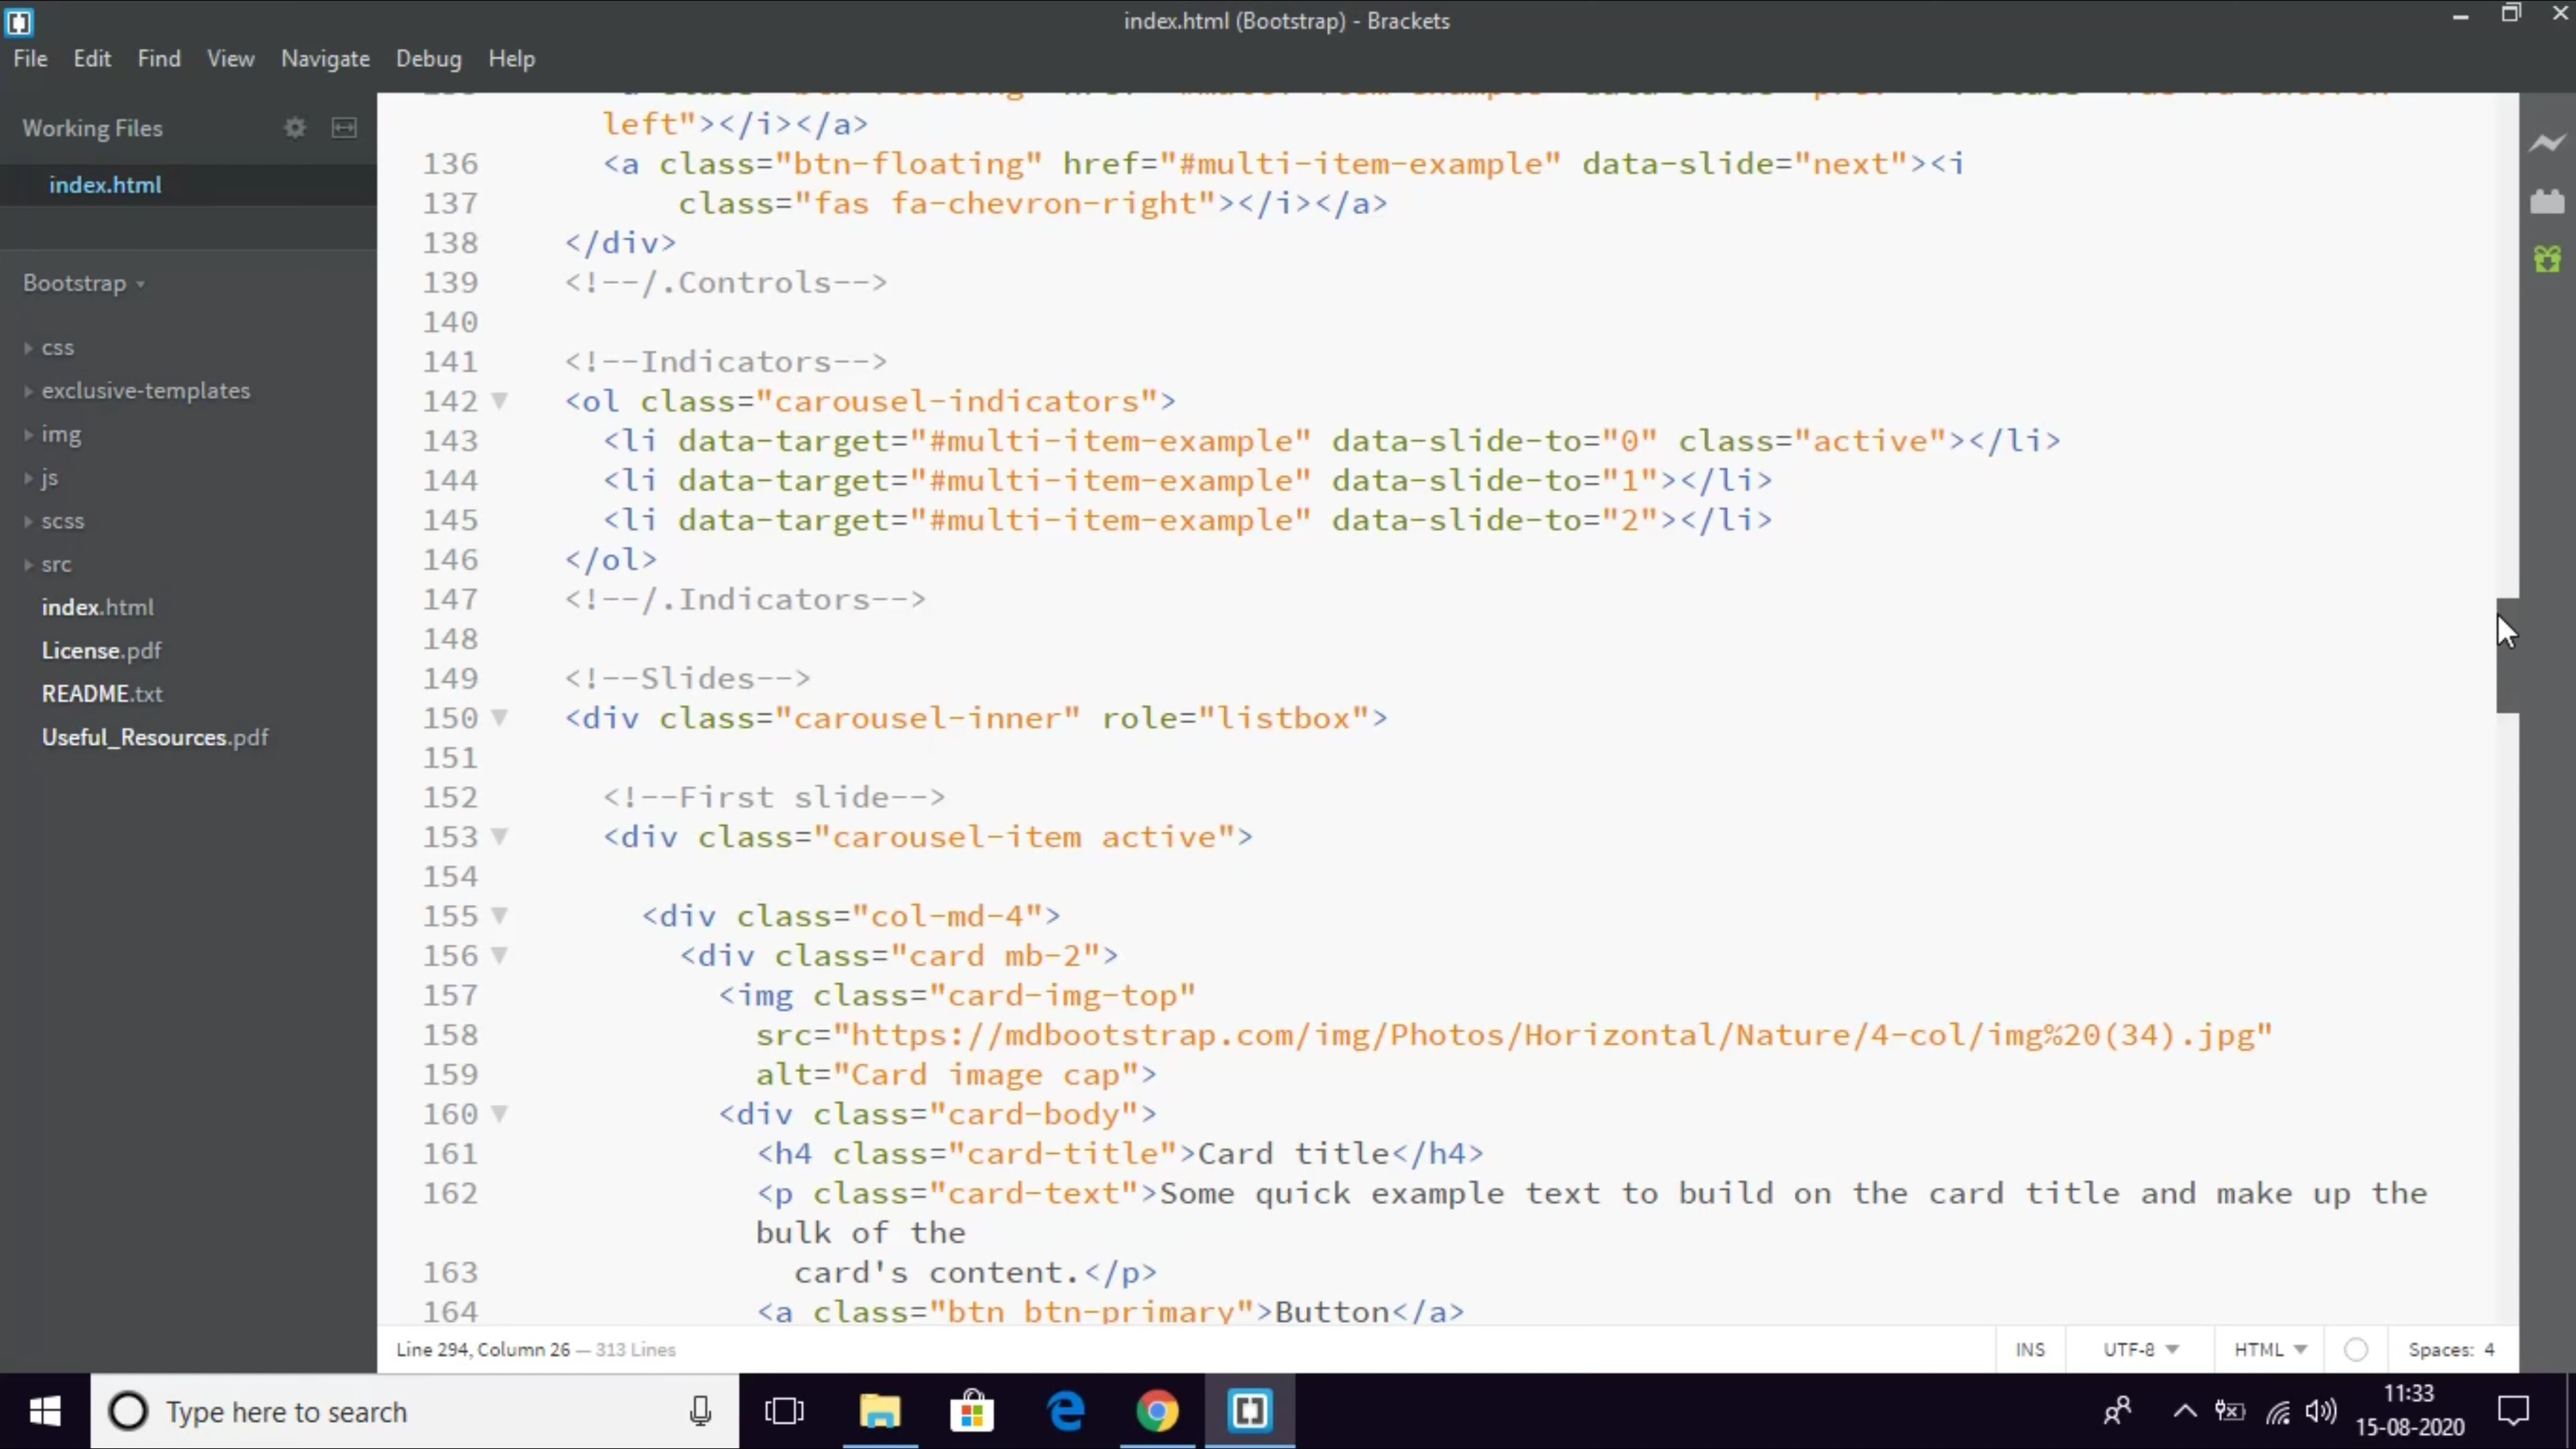 index.html (Bootstrap) - Brackets
File Edit Find View Navigate Debug Help
Working Files
index.html
Bootstrap
css
exclusive-templates
img
js
scss
src
index.html
License.pdf
README.txt
Useful_Resources.pdf
left"></i></a>
136 <a class="btn-floating" href="#multi-item-example" data-slide="next"><i
137 class="fas fa-chevron-right"></i></a>
138 </div>
139 <!--/.Controls-->
140
141 <!--Indicators-->
142 <ol class="carousel-indicators">
143 <li data-target="#multi-item-example" data-slide-to="0" class="active"></li>
144 <li data-target="#multi-item-example" data-slide-to="1"></li>
145 <li data-target="#multi-item-example" data-slide-to="2"></li>
146 </ol>
147 <!--/.Indicators-->
148
149 <!--Slides-->
150 <div class="carousel-inner" role="listbox">
151
152 <!--First slide-->
153 <div class="carousel-item active">
154
155 <div class="col-md-4">
156 <div class="card mb-2">
157 <img class="card-img-top"
158 src="https://mdbootstrap.com/img/Photos/Horizontal/Nature/4-col/img%20(34).jpg"
159 alt="Card image cap">
160 <div class="card-body">
161 <h4 class="card-title">Card title</h4>
162 <p class="card-text">Some quick example text to build on the card title and make up the
bulk of the
163 card's content.</p>
164 <a class="btn btn-primary">Button</a>
Line 294, Column 26 — 313 Lines
INS UTF-8 HTML Spaces: 4
Type here to search
11:33
15-08-2020